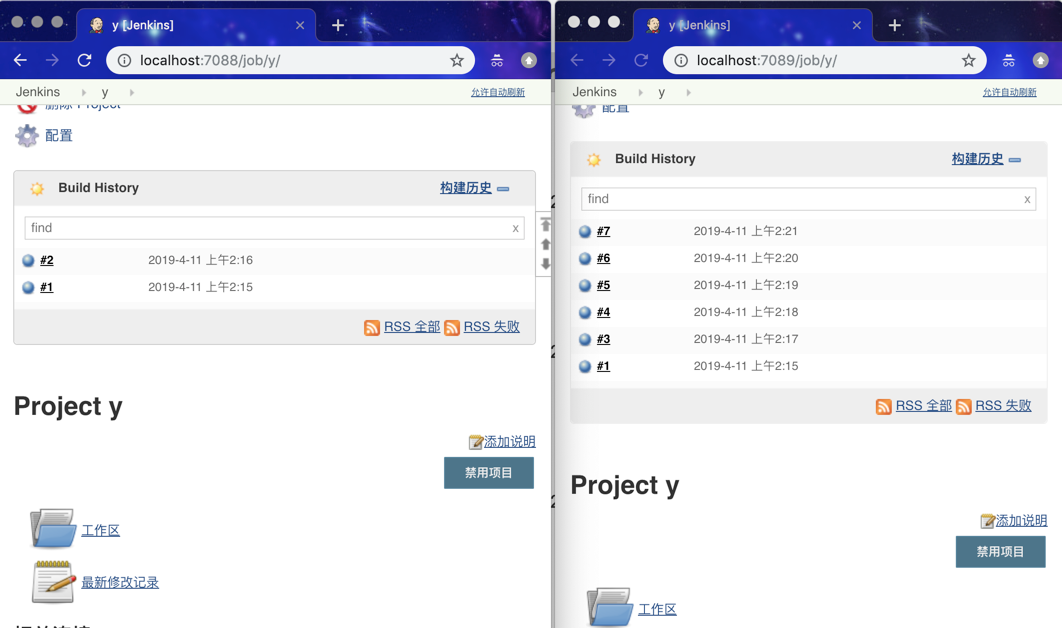 y [Jenkins]
localhost:7088/job/y/
Jenkins y 允许自动刷新
删除 Project
配置
Build History 构建历史
find x
#2 2019-4-11 上午2:16
#1 2019-4-11 上午2:15
RSS 全部 RSS 失败
Project y
添加说明
禁用项目
工作区
最新修改记录
y [Jenkins]
localhost:7089/job/y/
Jenkins y 允许自动刷新
配置
Build History 构建历史
find x
#7 2019-4-11 上午2:21
#6 2019-4-11 上午2:20
#5 2019-4-11 上午2:19
#4 2019-4-11 上午2:18
#3 2019-4-11 上午2:17
#1 2019-4-11 上午2:15
RSS 全部 RSS 失败
Project y
添加说明
禁用项目
工作区